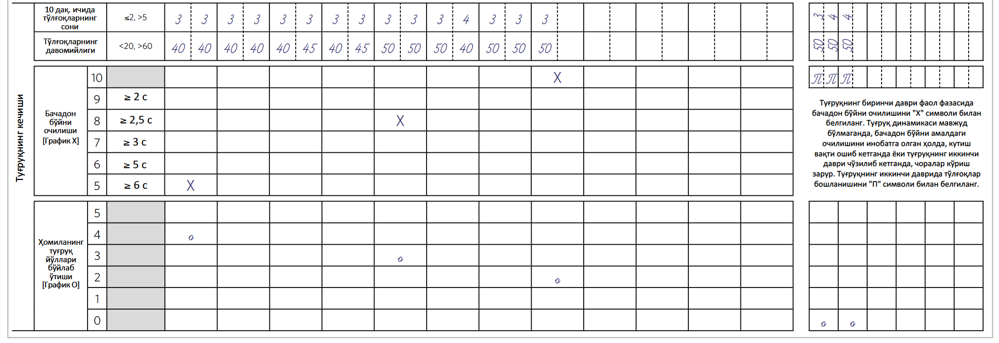 Туғруқнинг кечиши
10 дақ. ичида
тўлғоқларнинг
сони
≤2, >5
3 3 3 3 3 3 3 3 3 3 3 4 3 3 3
3 4 4
Тўлғоқларнинг
давомийлиги
<20, >60
40 40 40 40 40 45 40 45 50 50 50 40 50 50 50
50 50 50
Бачадон
бўйни
очилиши
[График X]
10 X
9 ≥ 2 с
8 ≥ 2,5 с X
7 ≥ 3 с
6 ≥ 5 с
5 ≥ 6 с X
П П П
Туғруқнинг биринчи даври фаол фазасида
бачадон бўйни очилишини "Х" символи билан
белгиланг. Туғруқ динамикаси мавжуд
бўлмаганда, бачадон бўйни амалдаги
очилишини инобатга олган ҳолда, кутиш
вақти ошиб кетганда ёки туғруқнинг иккинчи
даври чўзилиб кетганда, чоралар кўриш
зарур. Туғруқнинг иккинчи даврида тўлғоқлар
бошланишини "П" символи билан белгиланг.
Ҳомиланинг
туғруқ
йўллари
бўйлаб
ўтиши
[График О]
5
4 о
3 о
2 о
1
0 о о